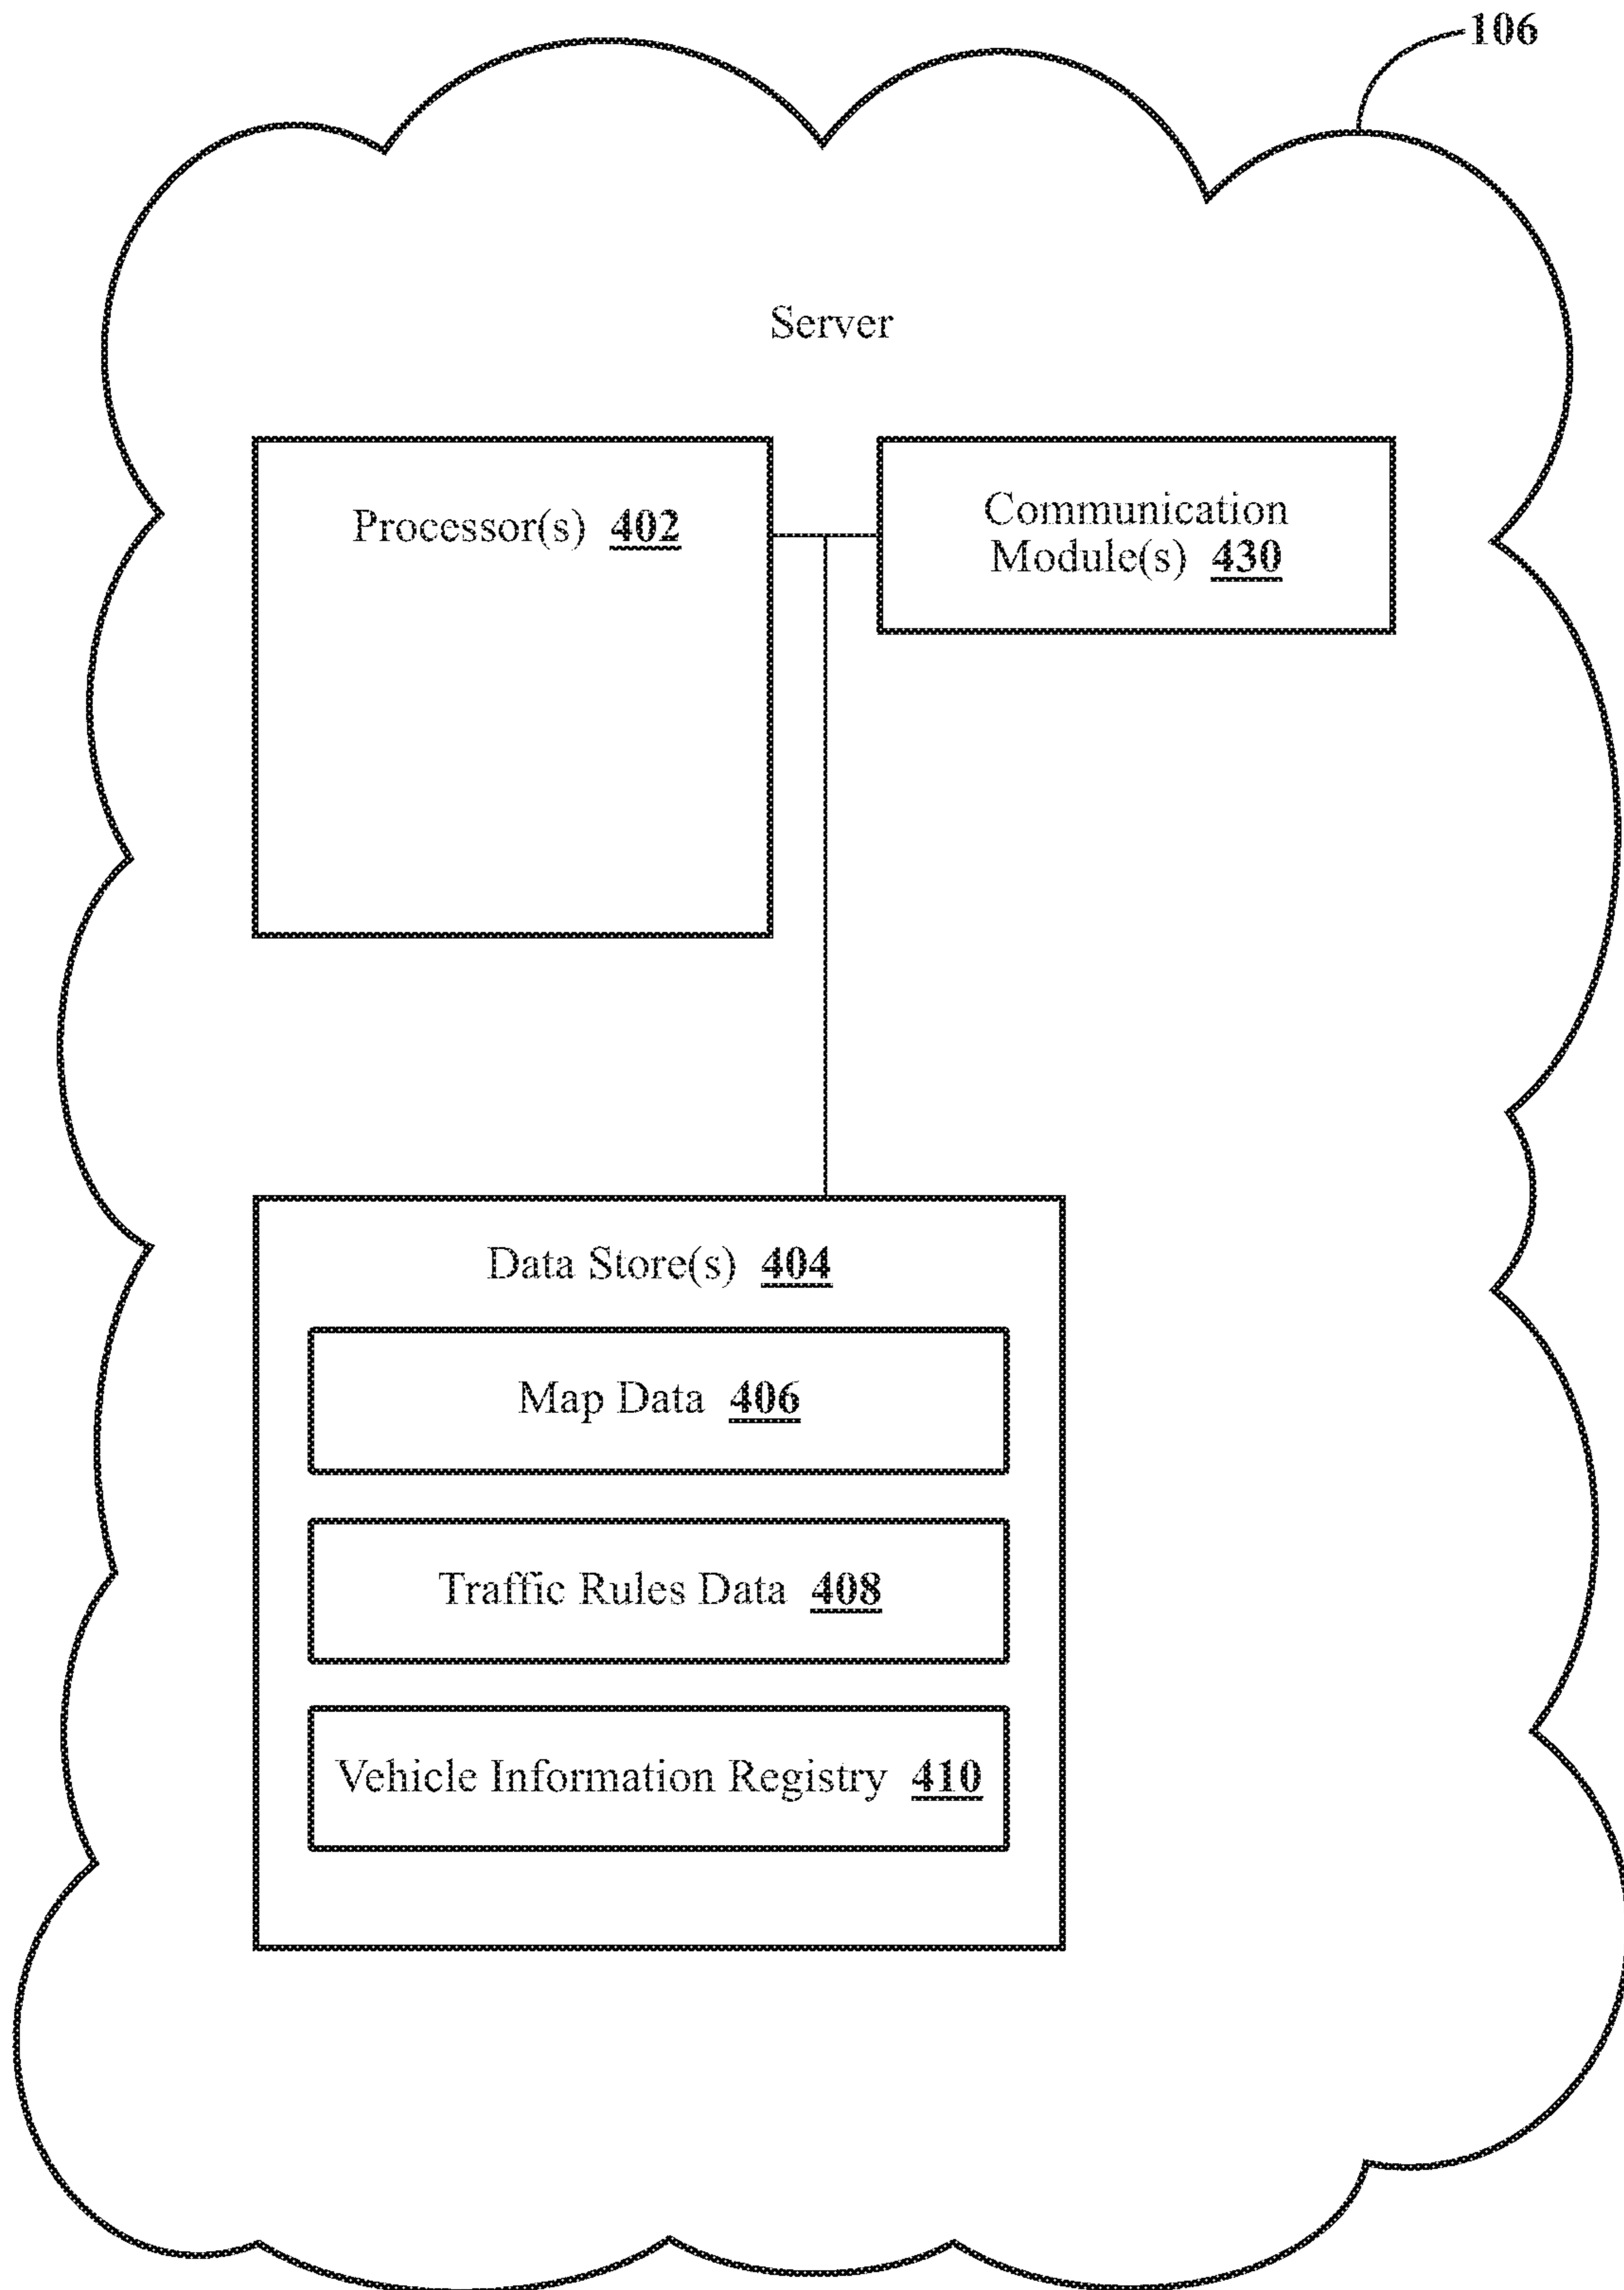 106
Server
Processor(s) 402
Communication
Module(s) 430
Data Store(s) 404
Map Data 406
Traffic Rules Data 408
Vehicle Information Registry 410